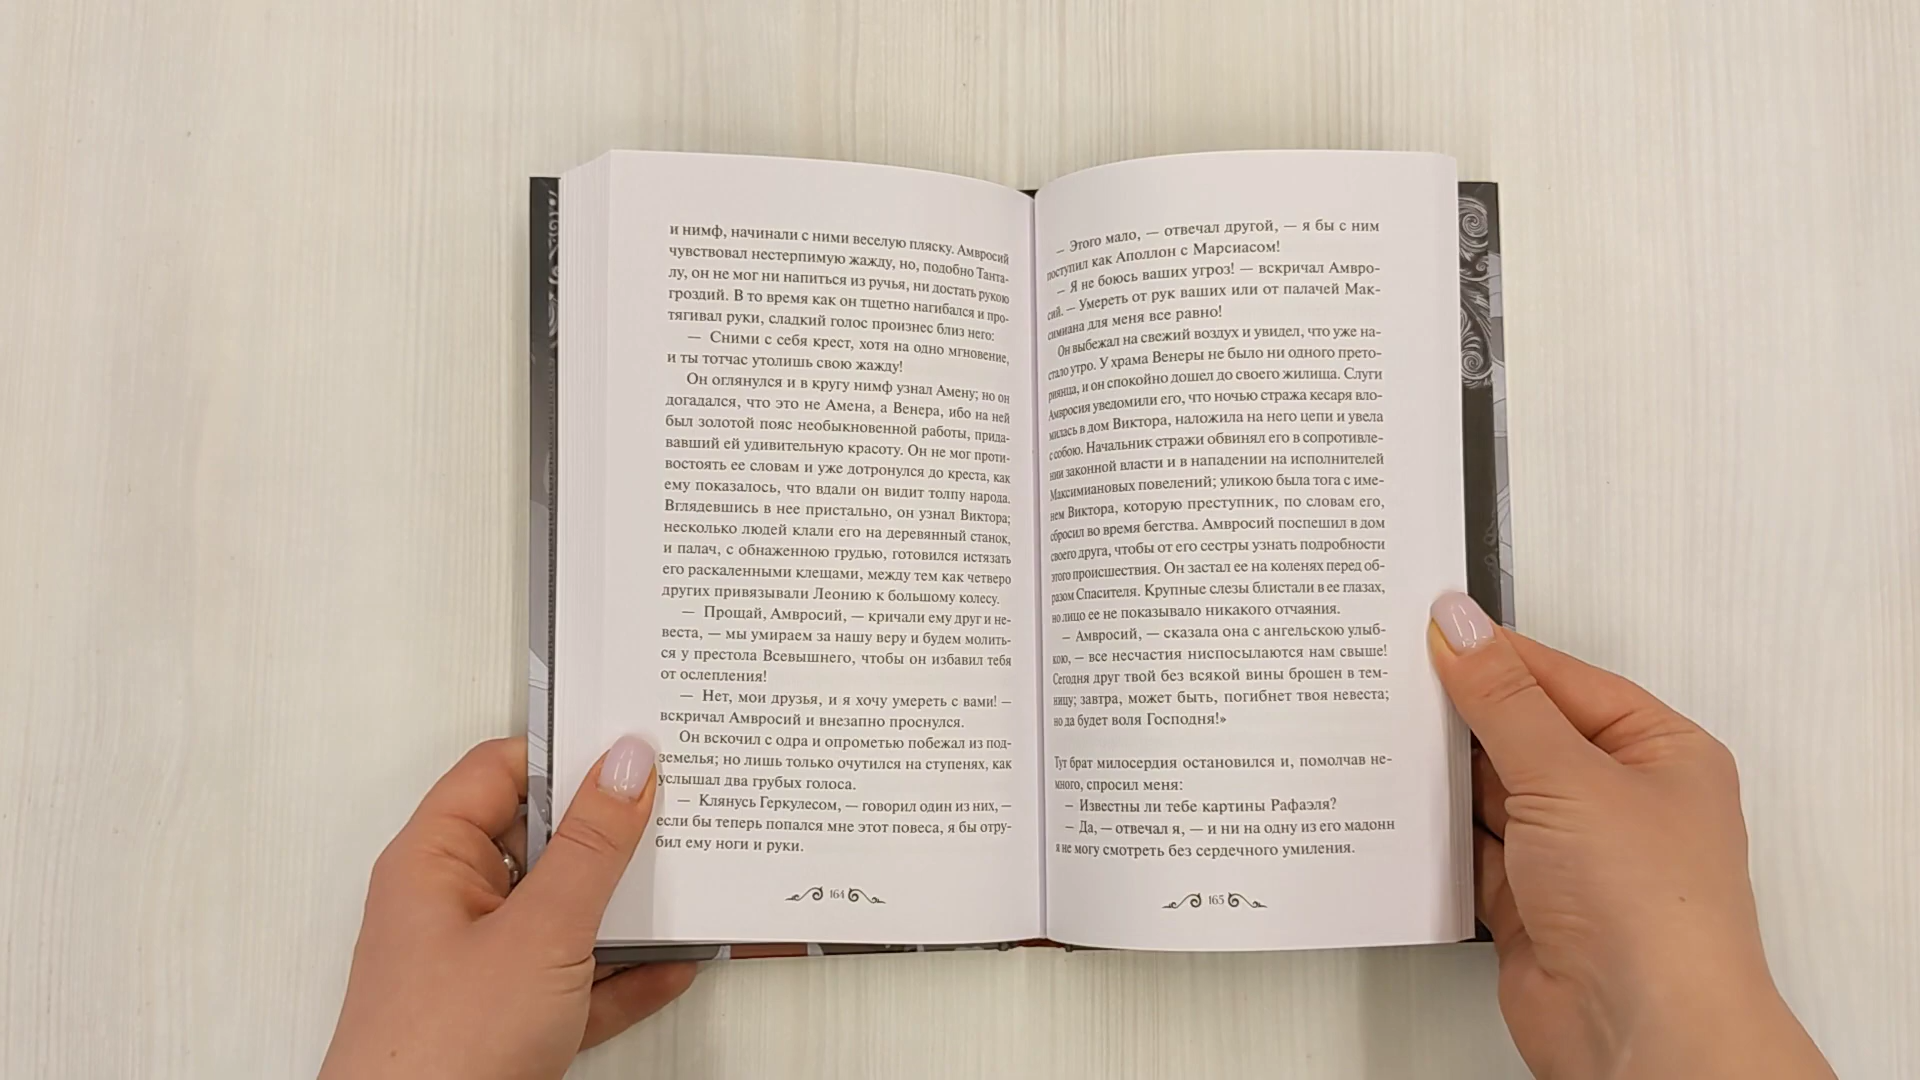 и нимф, начинали с ними веселую пляску. Амвросий
чувствовал нестерпимую жажду, но, подобно Танта-
лу, он не мог ни напиться из ручья, ни достать рукою
гроздий. В то время как он тщетно нагибался и про-
тягивал руки, сладкий голос произнес близ него:
— Сними с себя крест, хотя на одно мгновение,
и ты тотчас утолишь свою жажду!
Он оглянулся и в кругу нимф узнал Амену; но он
догадался, что это не Амена, а Венера, ибо на ней
был золотой пояс необыкновенной работы, прида-
вавший ей удивительную красоту. Он не мог проти-
востоять ее словам и уже дотронулся до креста, как
ему показалось, что вдали он видит толпу народа.
Вглядевшись в нее пристально, он узнал Виктора;
несколько людей клали его на деревянный станок,
и палач, с обнаженною грудью, готовился истязать
его раскаленными клещами, между тем как четверо
других привязывали Леонию к большому колесу.
— Прощай, Амвросий, — кричали ему друг и не-
веста, — мы умираем за нашу веру и будем молить-
ся у престола Всевышнего, чтобы он избавил тебя
от ослепления!
— Нет, мои друзья, и я хочу умереть с вами! —
вскричал Амвросий и внезапно проснулся.
Он вскочил с одра и опрометью побежал из под-
земелья; но лишь только очутился на ступенях, как
услышал два грубых голоса.
— Клянусь Геркулесом, — говорил один из них, —
если бы теперь попался мне этот повеса, я бы отру-
бил ему ноги и руки.
164
— Этого мало, — отвечал другой, — я бы с ним
поступил как Аполлон с Марсиасом!
— Я не боюсь ваших угроз! — вскричал Амвро-
сий. — Умереть от рук ваших или от палачей Мак-
симиана для меня все равно!
Он выбежал на свежий воздух и увидел, что уже на-
стало утро. У храма Венеры не было ни одного прето-
рианца, и он спокойно дошел до своего жилища. Слуги
Амвросия уведомили его, что ночью стража кесаря вло-
милась в дом Виктора, наложила на него цепи и увела
с собою. Начальник стражи обвинял его в сопротивле-
нии законной власти и в нападении на исполнителей
Максимиановых повелений; уликою была тога с име-
нем Виктора, которую преступник, по словам его,
сбросил во время бегства. Амвросий поспешил в дом
своего друга, чтобы от его сестры узнать подробности
этого происшествия. Он застал ее на коленях перед об-
разом Спасителя. Крупные слезы блистали в ее глазах,
но лицо ее не показывало никакого отчаяния.
— Амвросий, — сказала она с ангельскою улыб-
кою, — все несчастия ниспосылаются нам свыше!
Сегодня друг твой без всякой вины брошен в тем-
ницу; завтра, может быть, погибнет твоя невеста;
но да будет воля Господня!»
Тут брат милосердия остановился и, помолчав не-
много, спросил меня:
— Известны ли тебе картины Рафаэля?
— Да, — отвечал я, — и ни на одну из его мадонн
я не могу смотреть без сердечного умиления.
165